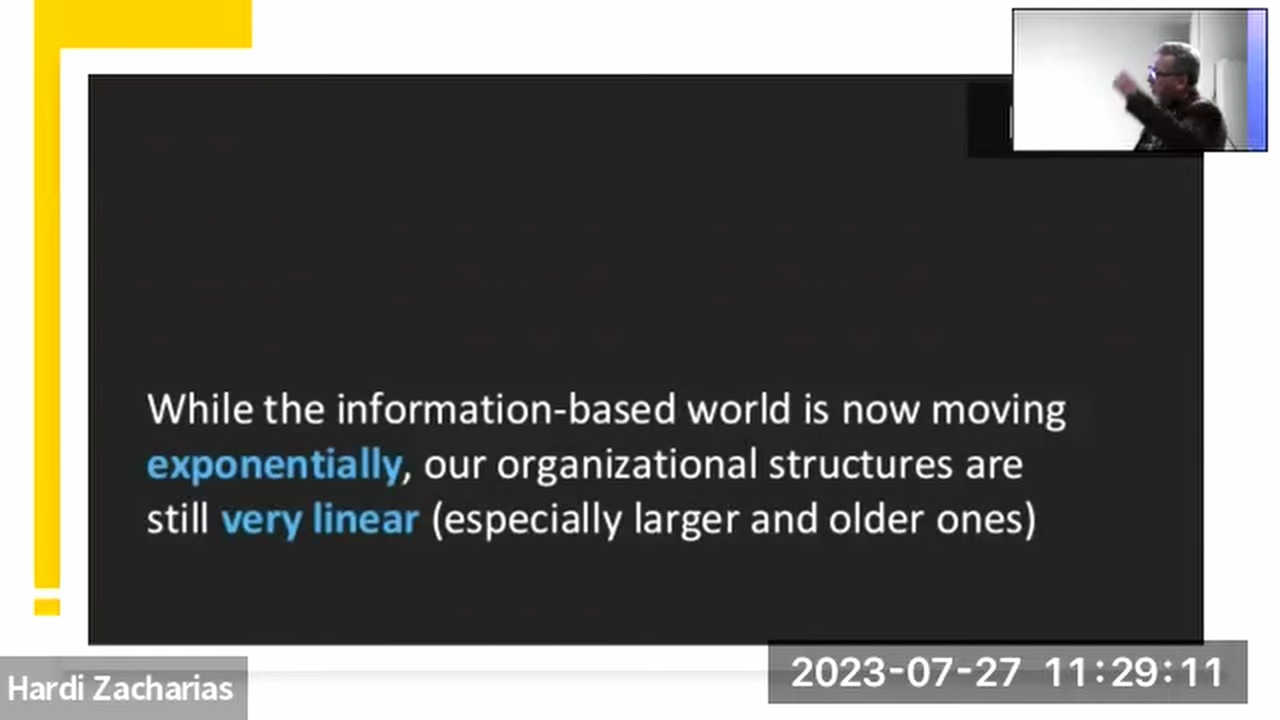 While the information-based world is now moving
exponentially, our organizational structures are
still very linear (especially larger and older ones)
Hardi Zacharias
2023-07-27 11:29:11